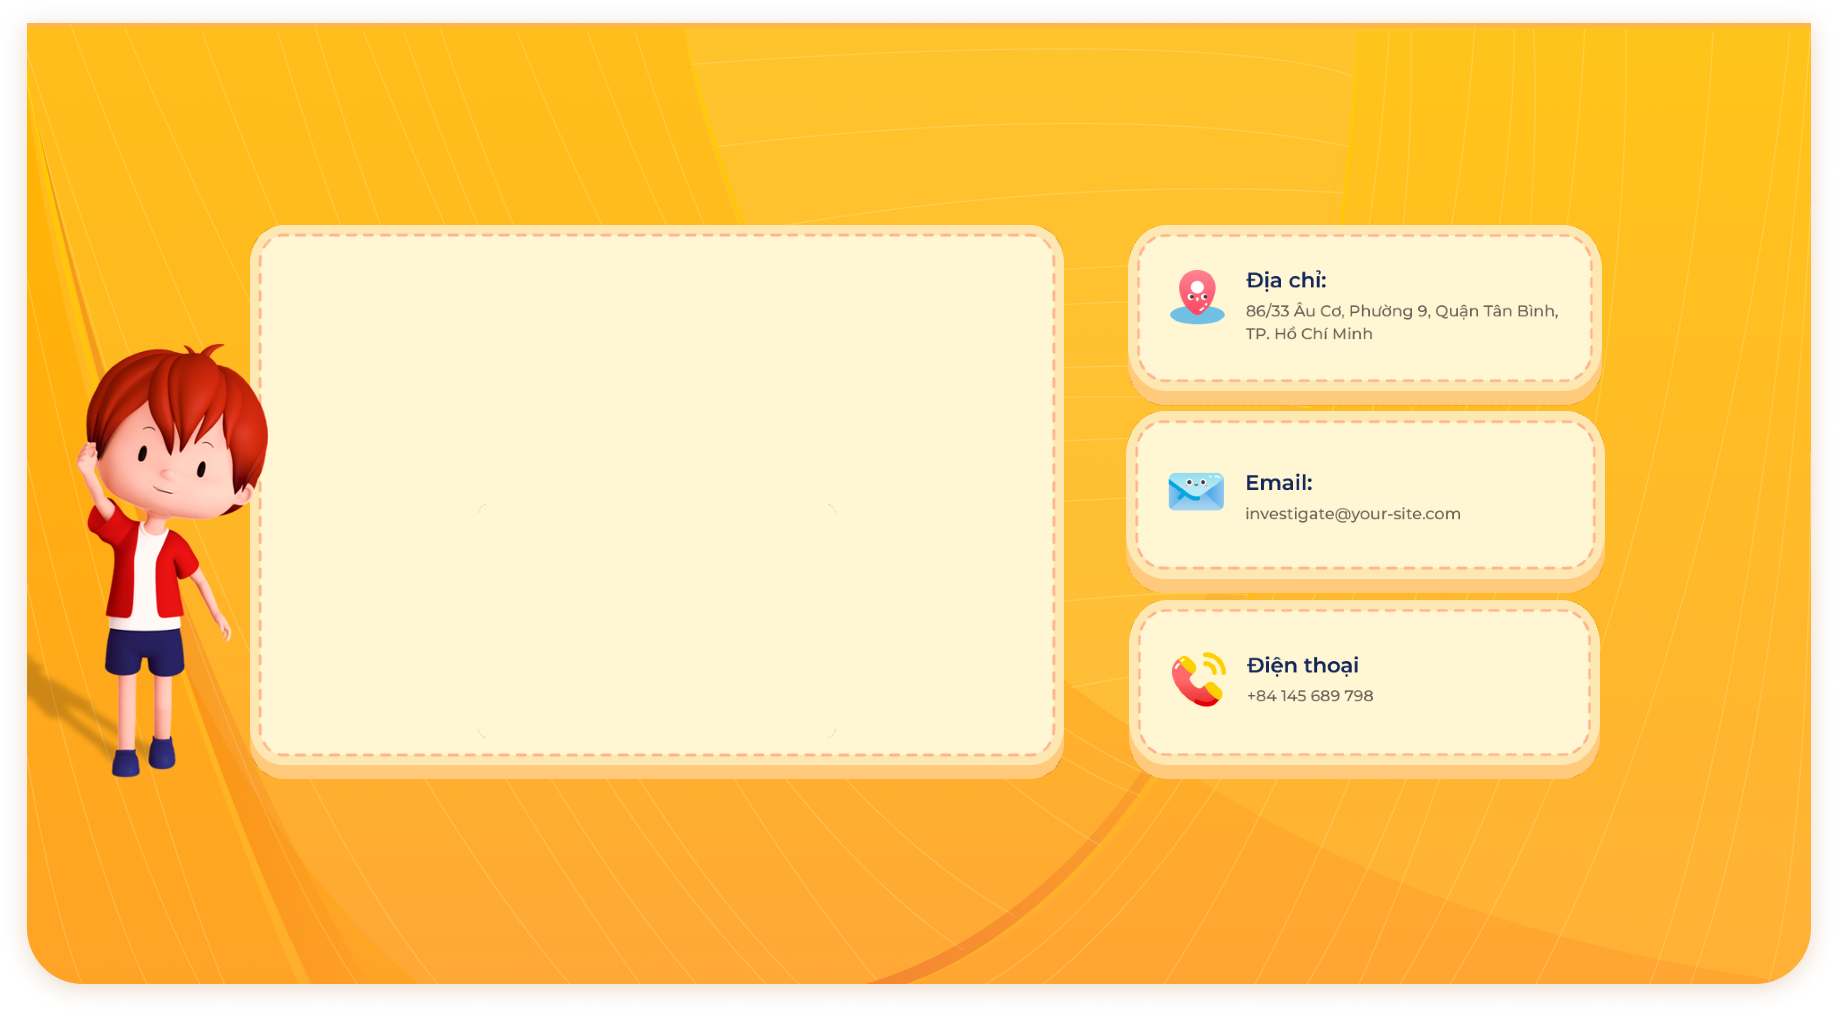 Địa chỉ:
86/33 Âu Cơ, Phường 9, Quận Tân Bình,
TP. Hồ Chí Minh
Email:
investigate@your-site.com
Điện thoại
+84 145 689 798